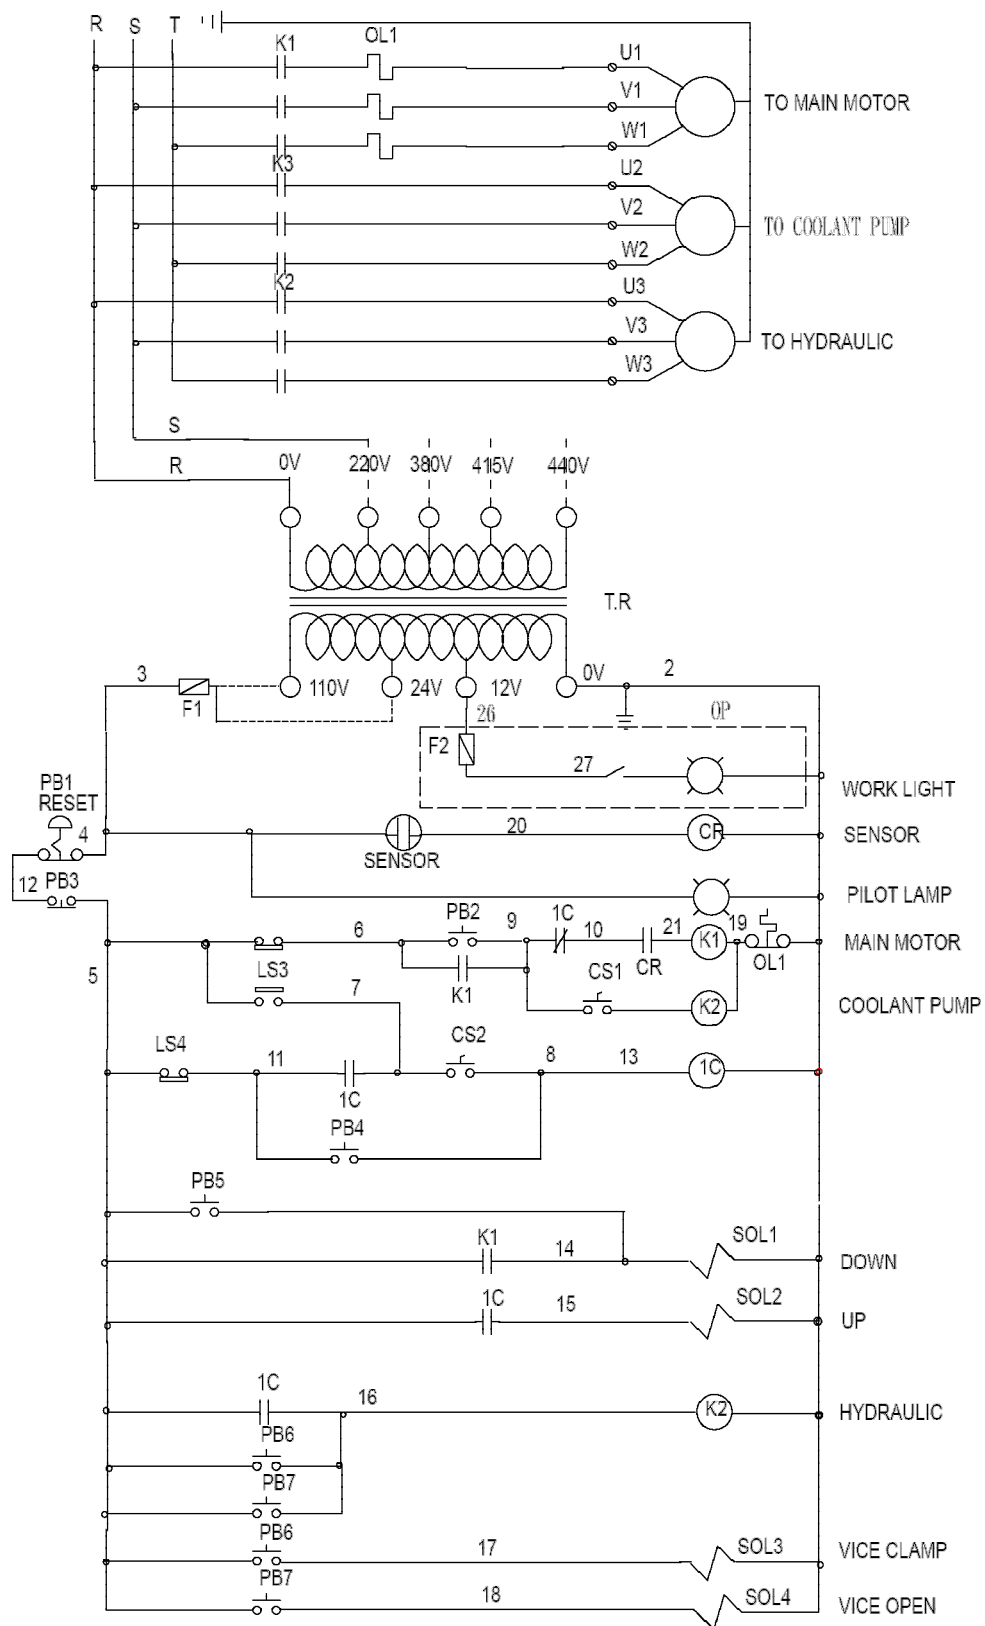 R S T
K1 OL1 U1
V1 TO MAIN MOTOR
W1
K3 U2
V2 TO COOLANT PUMP
W2
K2 U3
V3 TO HYDRAULIC
W3
S
R 0V 220V 380V 415V 440V
T.R
3 F1 110V 24V 12V 0V 2
26 OP
F2 27
WORK LIGHT
PB1
RESET
4 20 CR SENSOR
SENSOR
12 PB3
PILOT LAMP
6 PB2 9 1C 10 21 K1 19 MAIN MOTOR
5 LS3 CR OL1
7 K1 CS1 K2 COOLANT PUMP
LS4 11 CS2 8 13 1C
1C
PB4
PB5
K1 14 SOL1 DOWN
1C 15 SOL2 UP
1C 16 K2 HYDRAULIC
PB6
PB7
PB6 17 SOL3 VICE CLAMP
PB7 18 SOL4 VICE OPEN